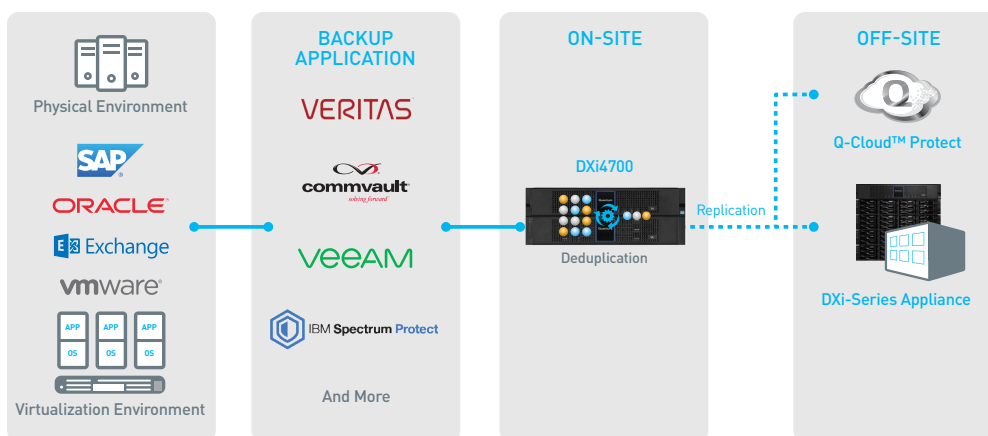 Physical Environment
SAP®
ORACLE®
Exchange
vmware®
APP APP APP
OS OS OS
Virtualization Environment
BACKUP
APPLICATION
VERITAS
commvault®
solving forward®
VEEAM
IBM Spectrum Protect
And More
ON-SITE
DXi4700
Deduplication
Replication
OFF-SITE
Q
Q-Cloud™ Protect
DXi-Series Appliance